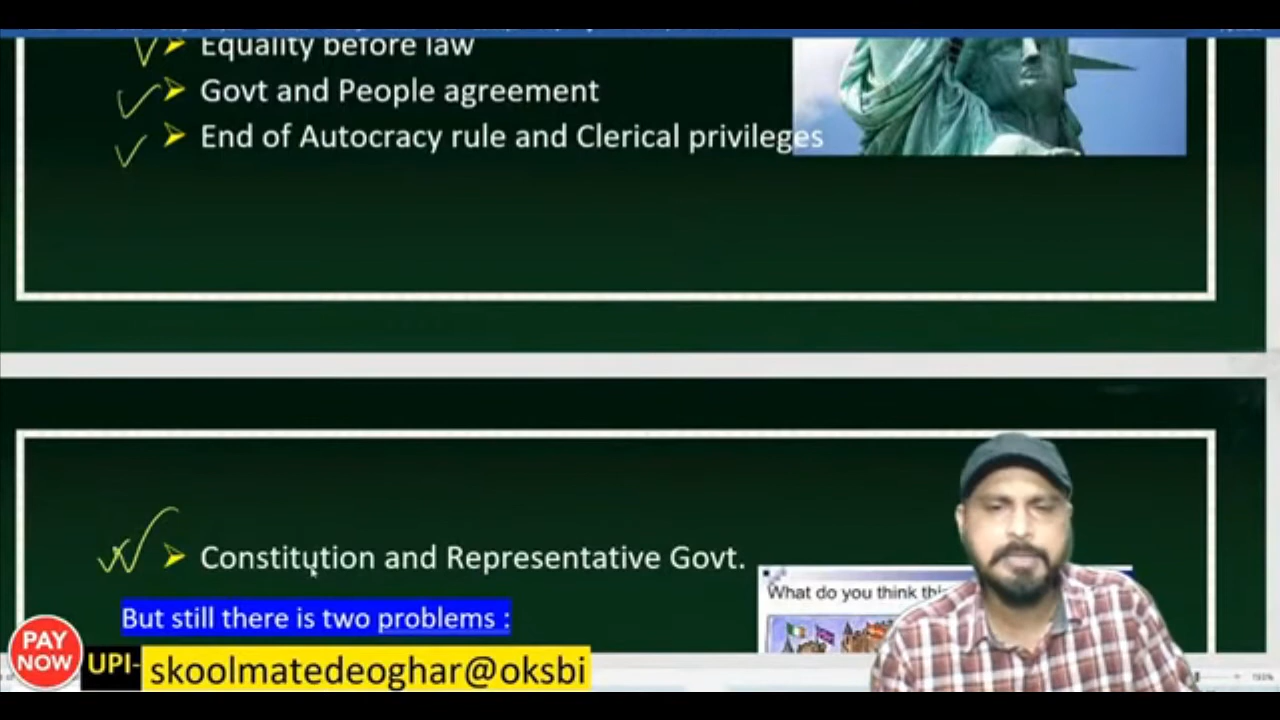 Equality before law
Govt and People agreement
End of Autocracy rule and Clerical privileges
Constitution and Representative Govt.
What do you think
But still there is two problems :
PAY
NOW
UPI-
skoolmatedeoghar@oksbi